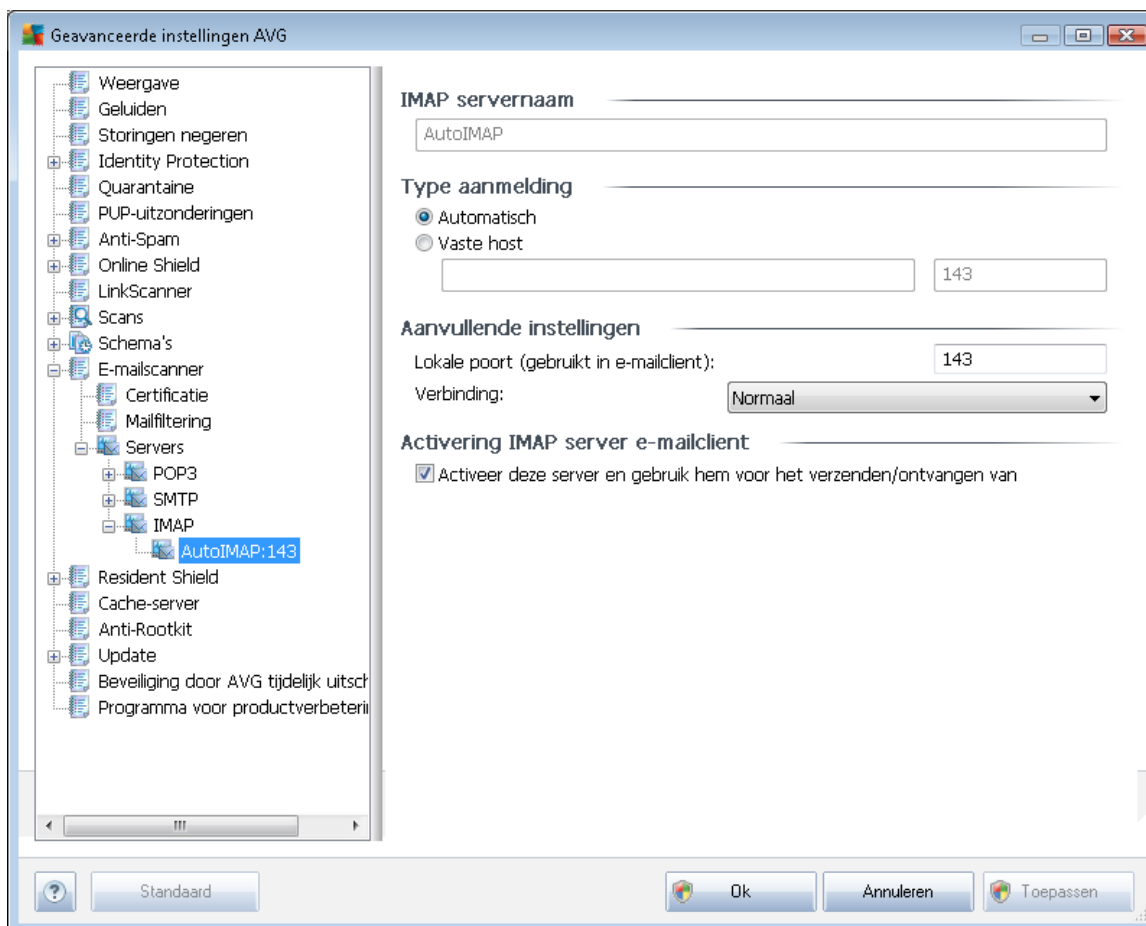 Geavanceerde instellingen AVG
Weergave
Geluiden
Storingen negeren
Identity Protection
Quarantaine
PUP-uitzonderingen
Anti-Spam
Online Shield
LinkScanner
Scans
Schema's
E-mailscanner
Certificatie
Mailfiltering
Servers
POP3
SMTP
IMAP
AutoIMAP:143
Resident Shield
Cache-server
Anti-Rootkit
Update
Beveiliging door AVG tijdelijk uitsch
Programma voor productverbeteri
IMAP servernaam
AutoIMAP
Type aanmelding
Automatisch
Vaste host
143
Aanvullende instellingen
Lokale poort (gebruikt in e-mailclient): 143
Verbinding: Normaal
Activering IMAP server e-mailclient
Activeer deze server en gebruik hem voor het verzenden/ontvangen van
? Standaard Ok Annuleren Toepassen